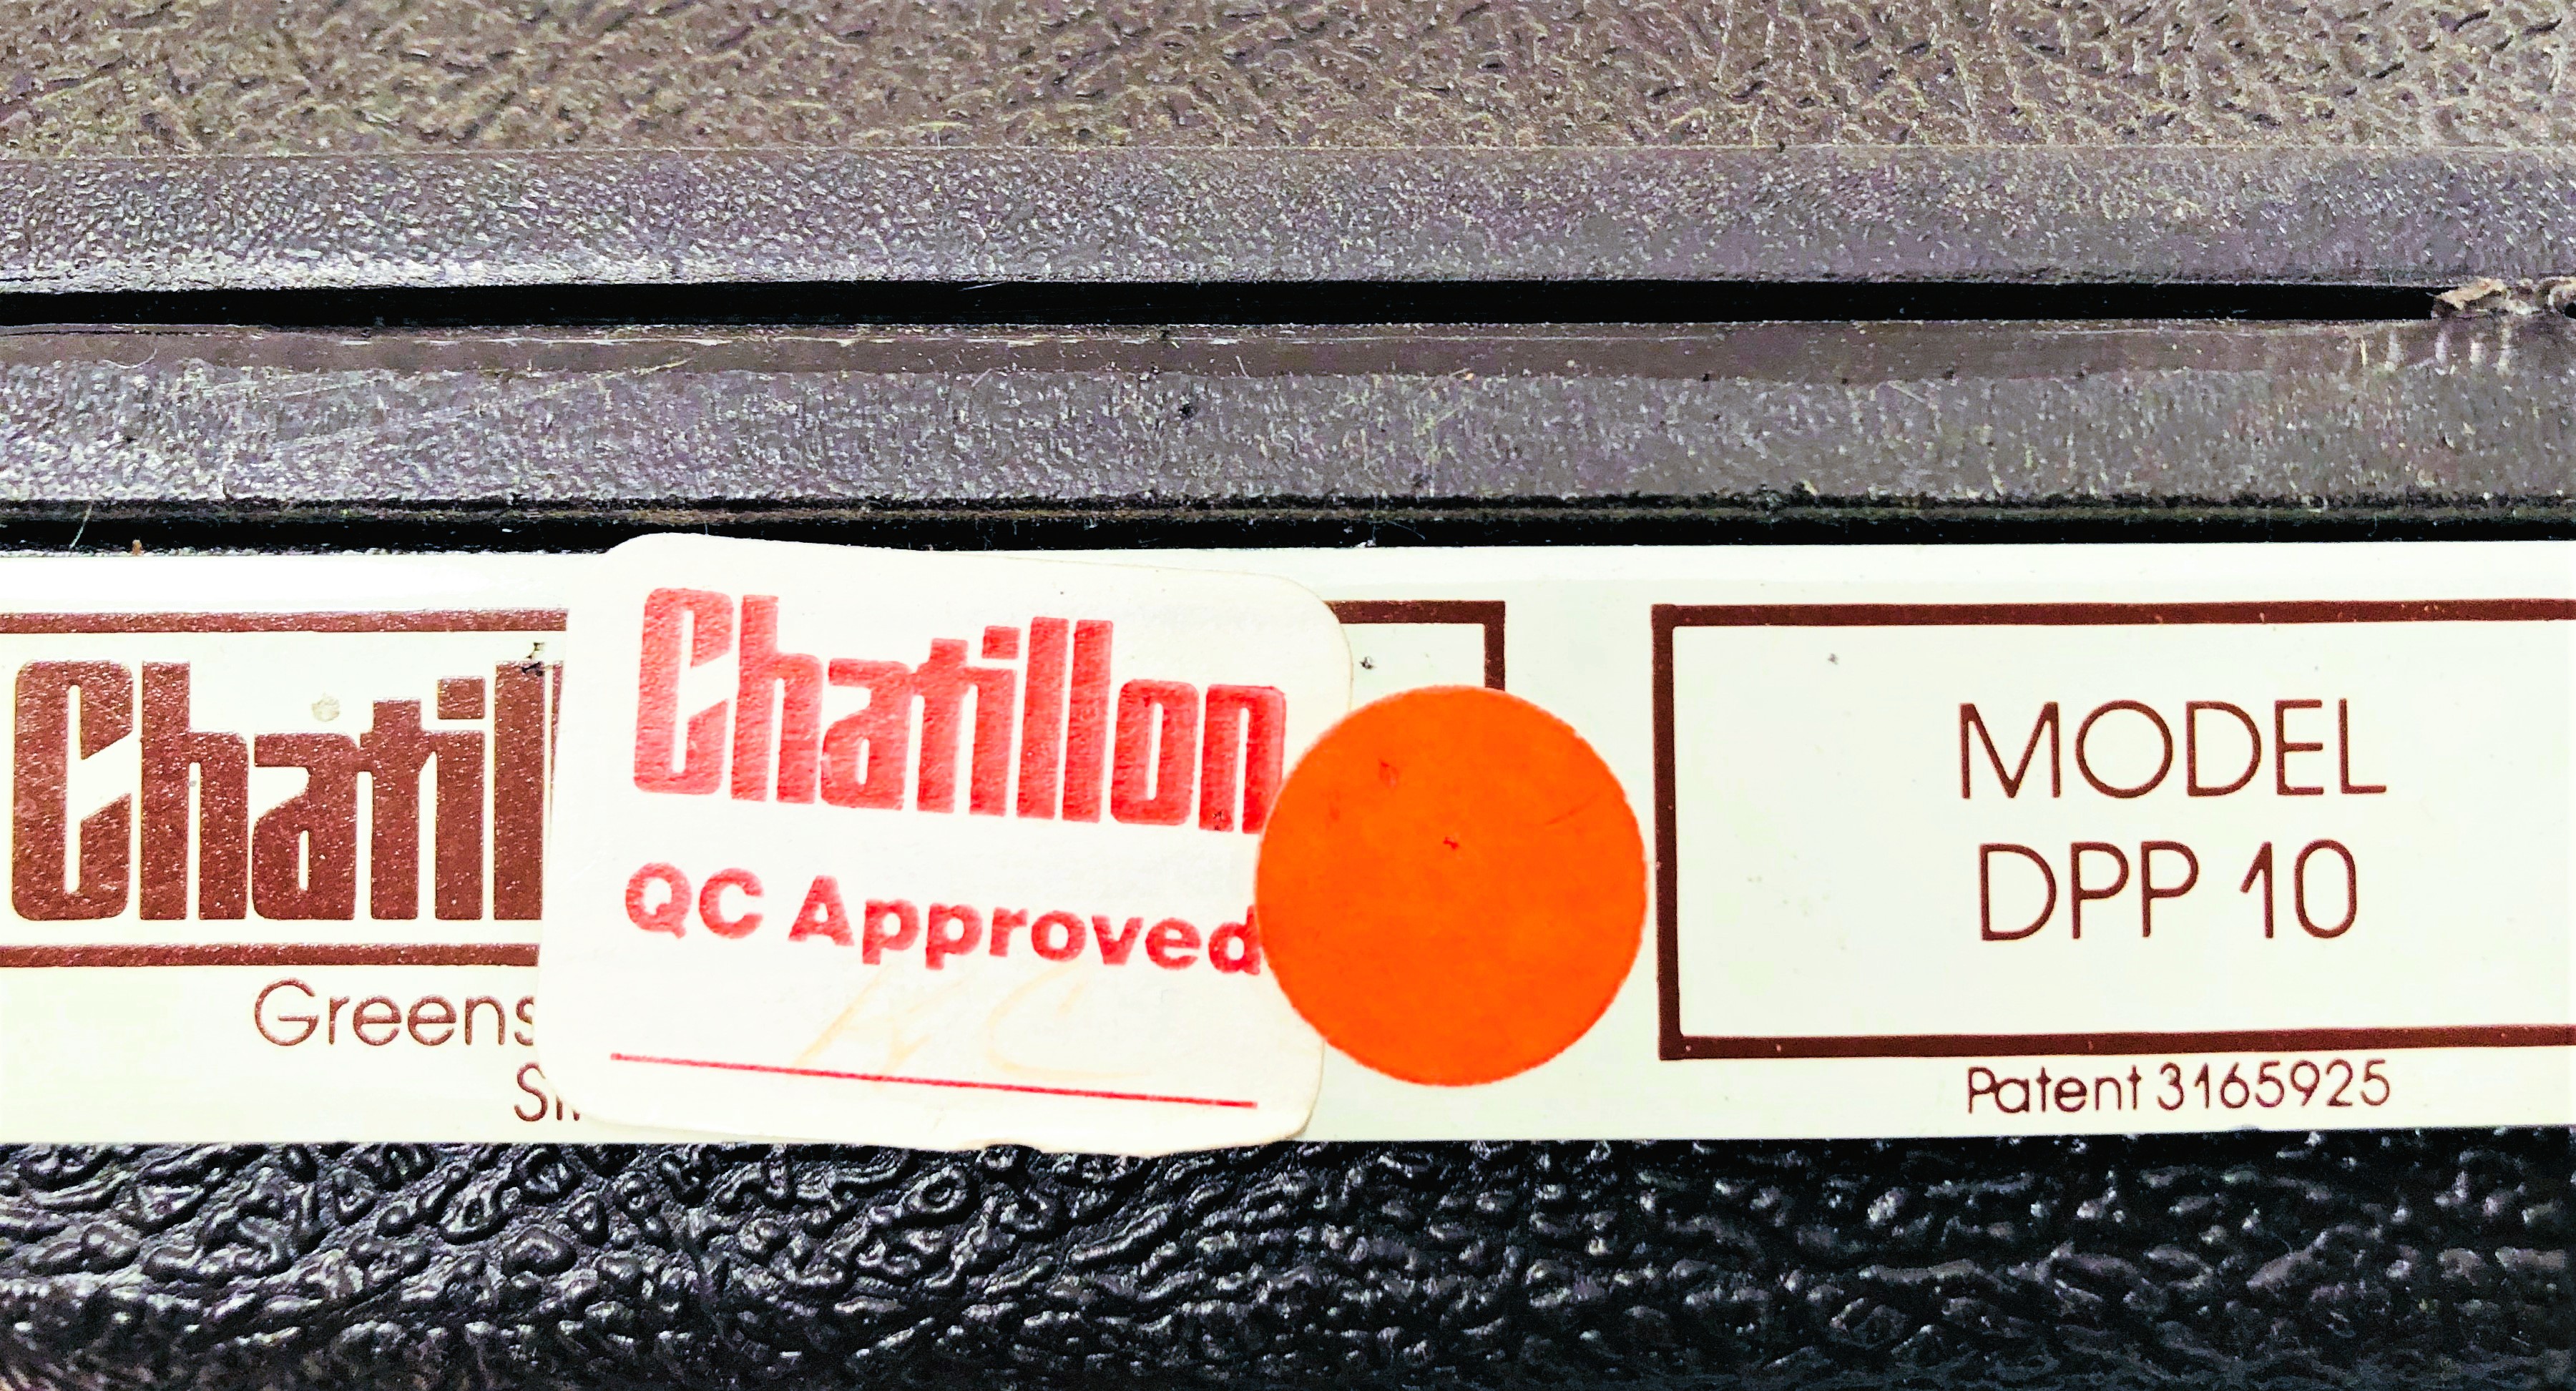 Chatil
Greens
Chatillon
QC Approved
MODEL
DPP 10
Patent 3165925